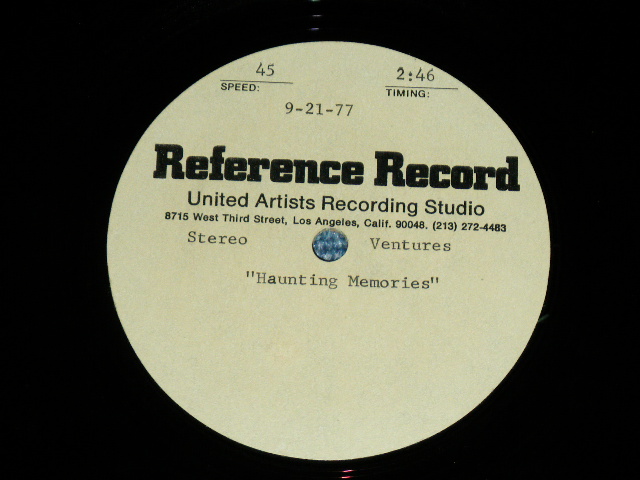 45
2:46
SPEED:
TIMING:
9-21-77
Reference Record
United Artists Recording Studio
8715 West Third Street, Los Angeles, Calif. 90048. (213) 272-4483
Stereo
Ventures
"Haunting Memories"